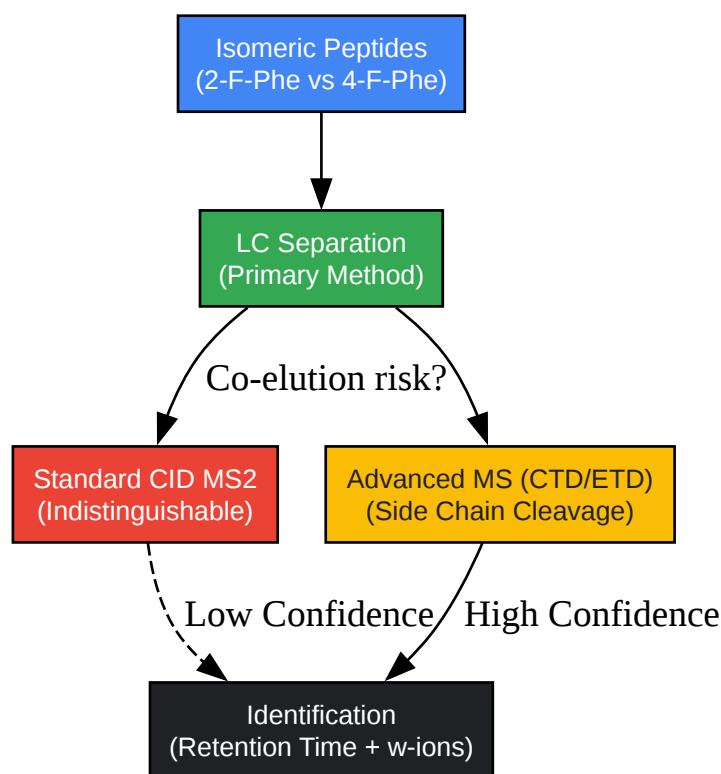 Isomeric Peptides
(2-F-Phe vs 4-F-Phe)
LC Separation
(Primary Method)
Co-elution risk?
Standard CID MS2
(Indistinguishable)
Advanced MS (CTD/ETD)
(Side Chain Cleavage)
Low Confidence
High Confidence
Identification
(Retention Time + w-ions)